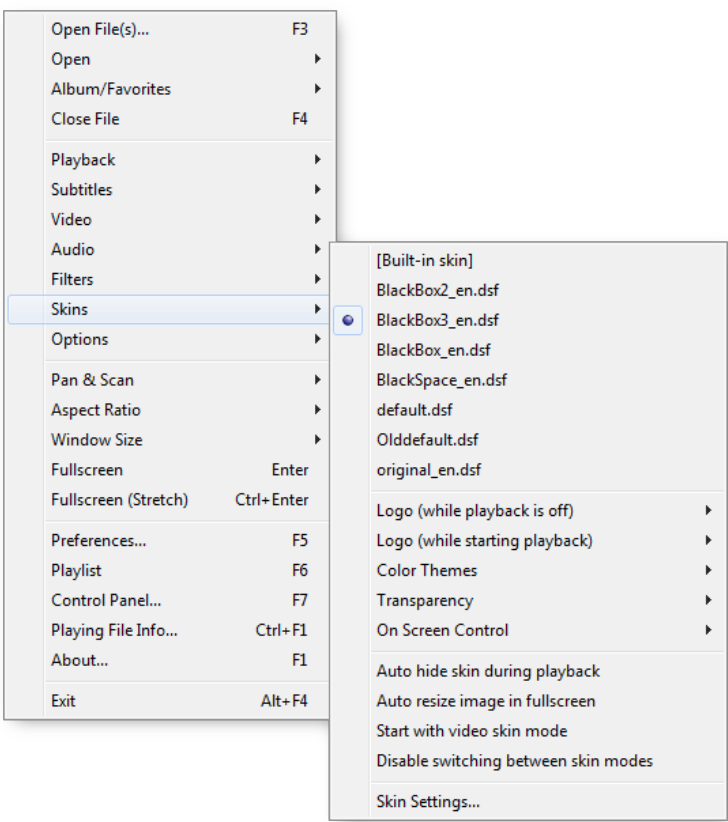 Open File(s)... F3
Open
Album/Favorites
Close File F4
Playback
Subtitles
Video
Audio
Filters
Skins
Options
Pan & Scan
Aspect Ratio
Window Size
Fullscreen Enter
Fullscreen (Stretch) Ctrl+Enter
Preferences... F5
Playlist F6
Control Panel... F7
Playing File Info... Ctrl+F1
About... F1
Exit Alt+F4
[Built-in skin]
BlackBox2_en.dsf
BlackBox3_en.dsf
BlackBox_en.dsf
BlackSpace_en.dsf
default.dsf
Olddefault.dsf
original_en.dsf
Logo (while playback is off)
Logo (while starting playback)
Color Themes
Transparency
On Screen Control
Auto hide skin during playback
Auto resize image in fullscreen
Start with video skin mode
Disable switching between skin modes
Skin Settings...